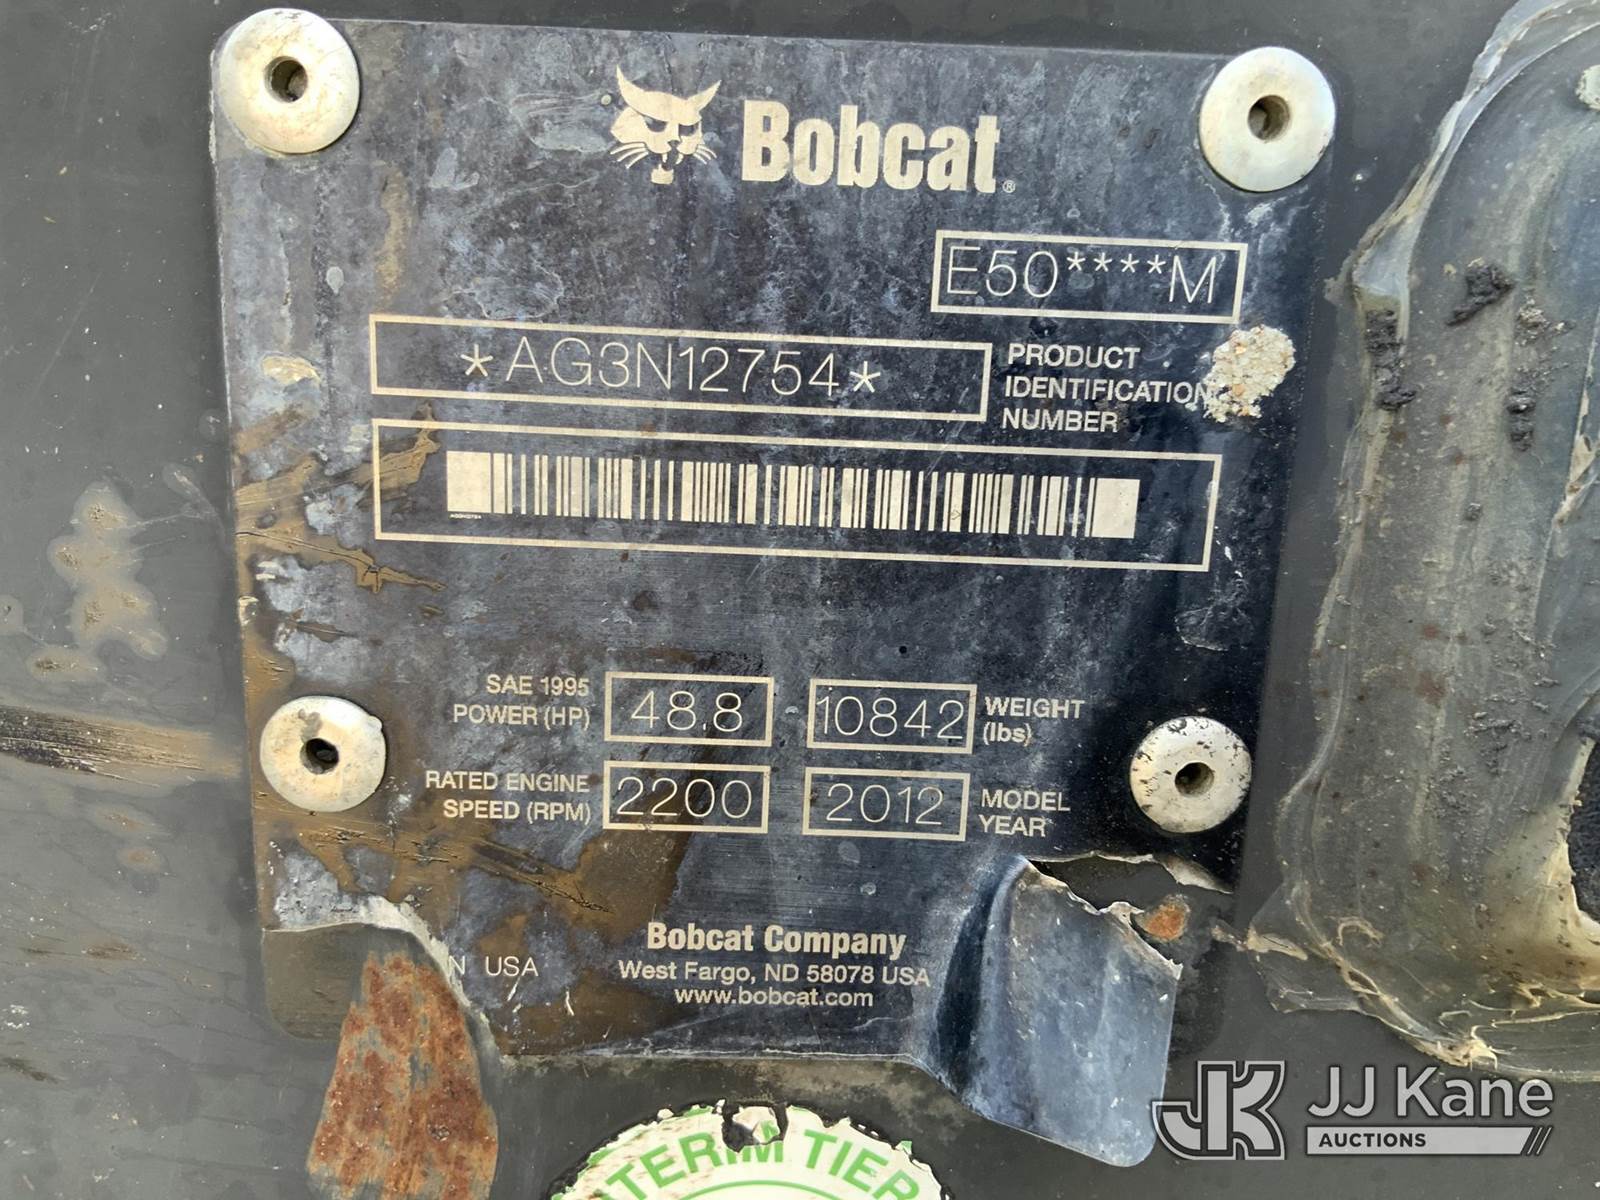 Bobcat®
E50****M
*AG3N12754*
PRODUCT
IDENTIFICATION
NUMBER
AG3N12754
SAE 1995
POWER (HP)
48.8
10842
WEIGHT
(lbs)
RATED ENGINE
SPEED (RPM)
2200
2012
MODEL
YEAR
Bobcat Company
N USA
West Fargo, ND 58078 USA
www.bobcat.com
TERIM TIER
JK
JJ Kane
AUCTIONS